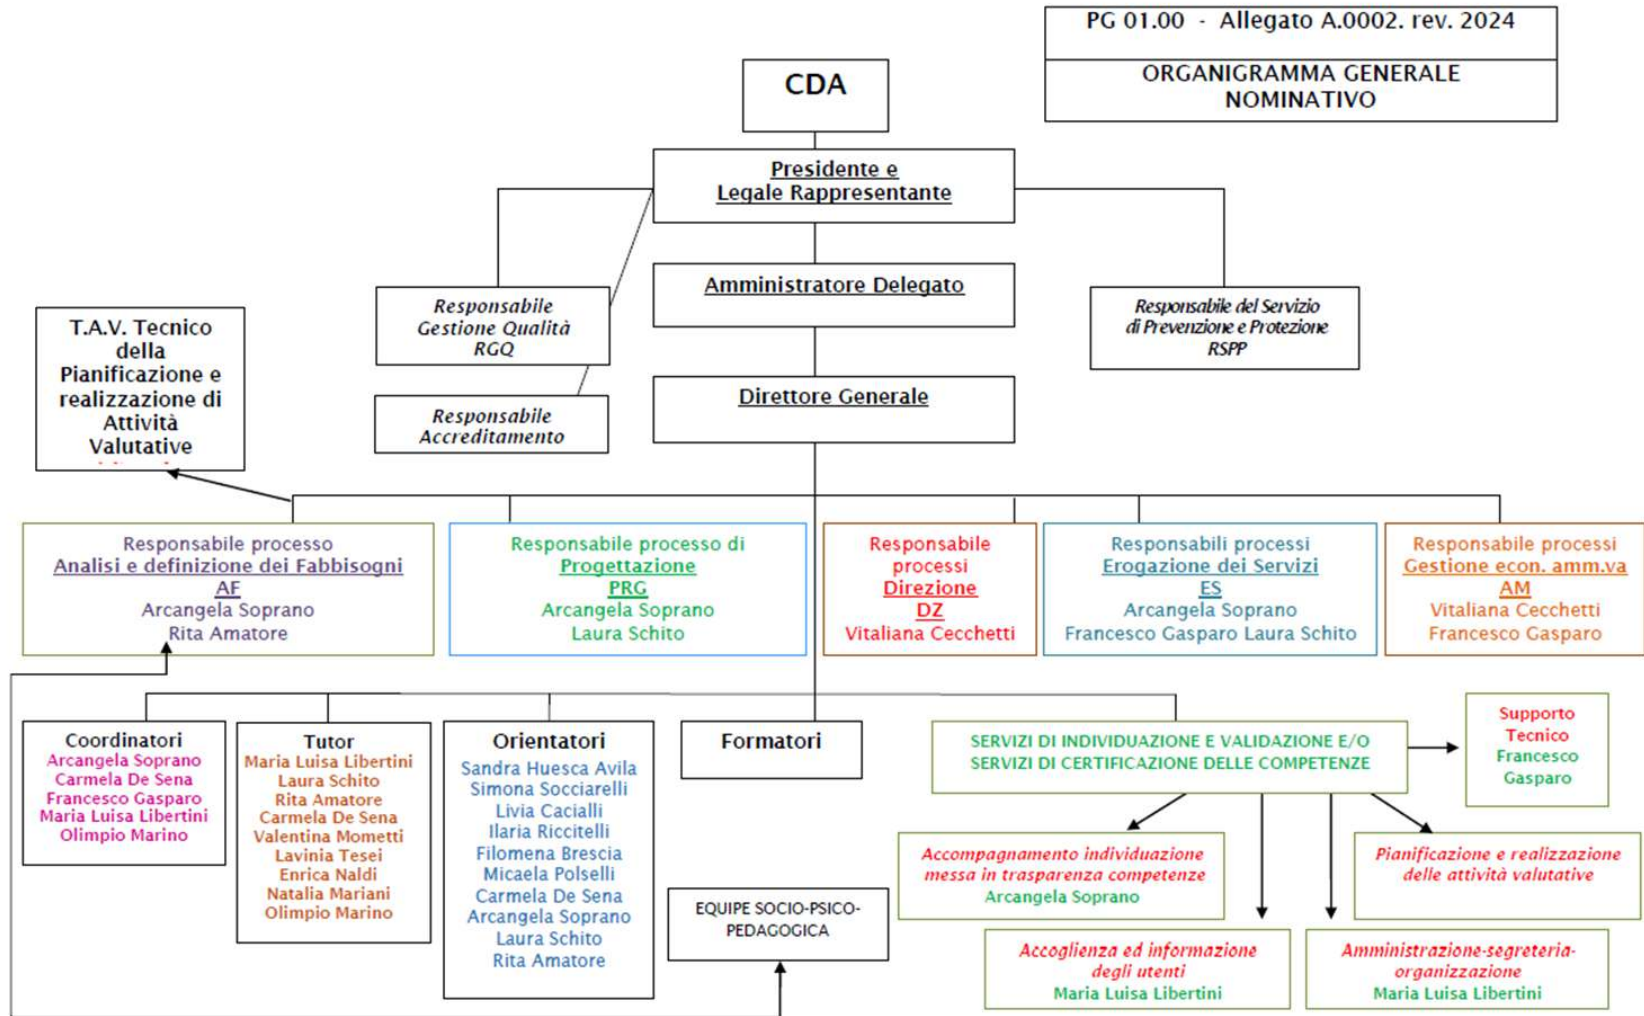 PG 01.00 - Allegato A.0002. rev. 2024
ORGANIGRAMMA GENERALE
NOMINATIVO
CDA
Presidente e
Legale Rappresentante
Amministratore Delegato
Responsabile
Gestione Qualità
RGQ
Responsabile del Servizio
di Prevenzione e Protezione
RSPP
T.A.V. Tecnico
della
Pianificazione e
realizzazione di
Attività
Valutative
Direttore Generale
Responsabile
Accreditamento
Responsabile processo
Analisi e definizione dei Fabbisogni
AF
Arcangela Soprano
Rita Amatore
Responsabile processo di
Progettazione
PRG
Arcangela Soprano
Laura Schito
Responsabile
processi
Direzione
DZ
Vitaliana Cecchetti
Responsabili processi
Erogazione dei Servizi
ES
Arcangela Soprano
Francesco Gasparo Laura Schito
Responsabile processi
Gestione econ. amm.va
AM
Vitaliana Cecchetti
Francesco Gasparo
Coordinatori
Arcangela Soprano
Carmela De Sena
Francesco Gasparo
Maria Luisa Libertini
Olimpio Marino
Tutor
Maria Luisa Libertini
Laura Schito
Rita Amatore
Carmela De Sena
Valentina Mometti
Lavinia Tesei
Enrica Naldi
Natalia Mariani
Olimpio Marino
Orientatori
Sandra Huesca Avila
Simona Socciarelli
Livia Cacialli
Ilaria Riccitelli
Filomena Brescia
Micaela Polselli
Carmela De Sena
Arcangela Soprano
Laura Schito
Rita Amatore
Formatori
SERVIZI DI INDIVIDUAZIONE E VALIDAZIONE E/O
SERVIZI DI CERTIFICAZIONE DELLE COMPETENZE
Supporto
Tecnico
Francesco
Gasparo
Accompagnamento individuazione
messa in trasparenza competenze
Arcangela Soprano
Pianificazione e realizzazione
delle attività valutative
EQUIPE SOCIO-PSICO-
PEDAGOGICA
Accoglienza ed informazione
degli utenti
Maria Luisa Libertini
Amministrazione-segreteria-
organizzazione
Maria Luisa Libertini